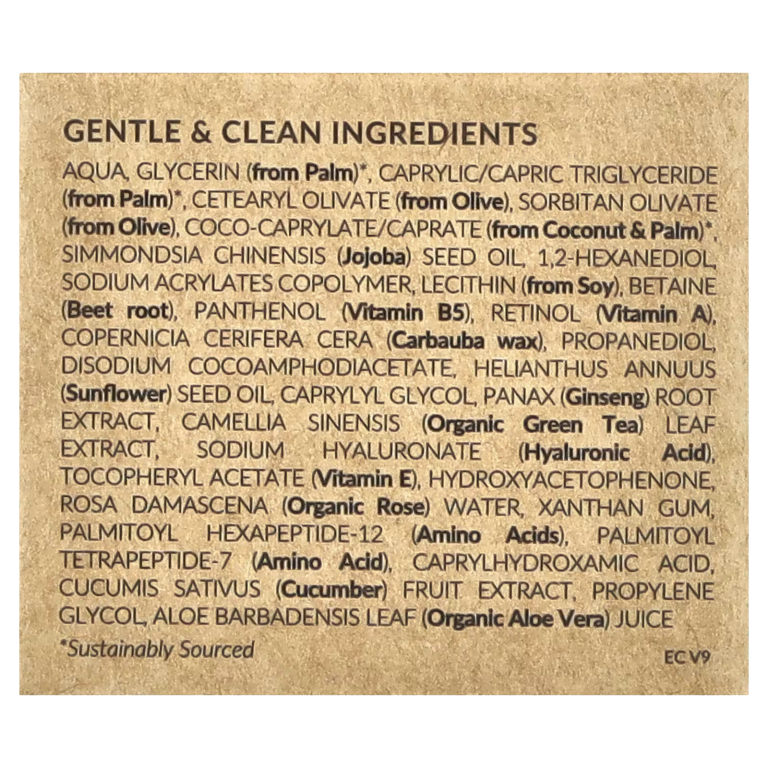 GENTLE & CLEAN INGREDIENTS
AQUA, GLYCERIN (from Palm)*, CAPRYLIC/CAPRIC TRIGLYCERIDE
(from Palm)*, CETEARYL OLIVATE (from Olive), SORBITAN OLIVATE
(from Olive), COCO-CAPRYLATE/CAPRATE (from Coconut & Palm)*,
SIMMONDSIA CHINENSIS (Jojoba) SEED OIL, 1,2-HEXANEDIOL,
SODIUM ACRYLATES COPOLYMER, LECITHIN (from Soy), BETAINE
(Beet root), PANTHENOL (Vitamin B5), RETINOL (Vitamin A),
COPERNICIA CERIFERA CERA (Carbauba wax), PROPANEDIOL,
DISODIUM COCOAMPHODIACETATE, HELIANTHUS ANNUUS
(Sunflower) SEED OIL, CAPRYLYL GLYCOL, PANAX (Ginseng) ROOT
EXTRACT, CAMELLIA SINENSIS (Organic Green Tea) LEAF
EXTRACT, SODIUM HYALURONATE (Hyaluronic Acid),
TOCOPHERYL ACETATE (Vitamin E), HYDROXYACETOPHENONE,
ROSA DAMASCENA (Organic Rose) WATER, XANTHAN GUM,
PALMITOYL HEXAPEPTIDE-12 (Amino Acids), PALMITOYL
TETRAPEPTIDE-7 (Amino Acid), CAPRYLHYDROXAMIC ACID,
CUCUMIS SATIVUS (Cucumber) FRUIT EXTRACT, PROPYLENE
GLYCOL, ALOE BARBADENSIS LEAF (Organic Aloe Vera) JUICE
*Sustainably Sourced
EC V9